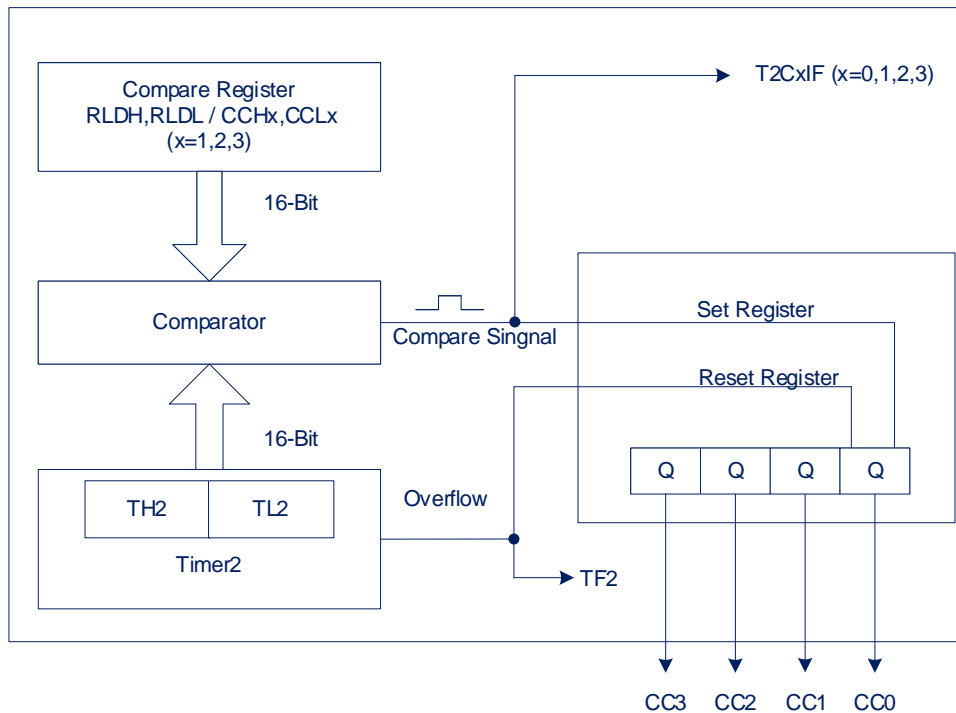 Compare Register
RLDH,RLDL / CCHx,CCLx
(x=1,2,3)
T2CxIF (x=0,1,2,3)
16-Bit
Comparator
Compare Singnal
Set Register
Reset Register
16-Bit
Q Q Q Q
TH2 TL2
Overflow
Timer2
TF2
CC3 CC2 CC1 CC0